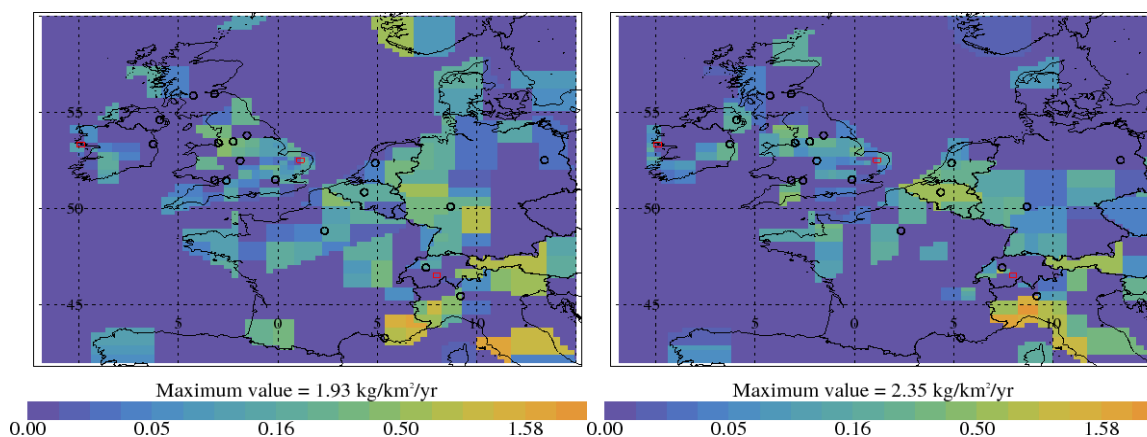 55 55
50 50
5 0 5 10 5 0 5 10
45 45
Maximum value = 1.93 kg/km²/yr Maximum value = 2.35 kg/km²/yr
0.00 0.05 0.16 0.50 1.58 0.00 0.05 0.16 0.50 1.58